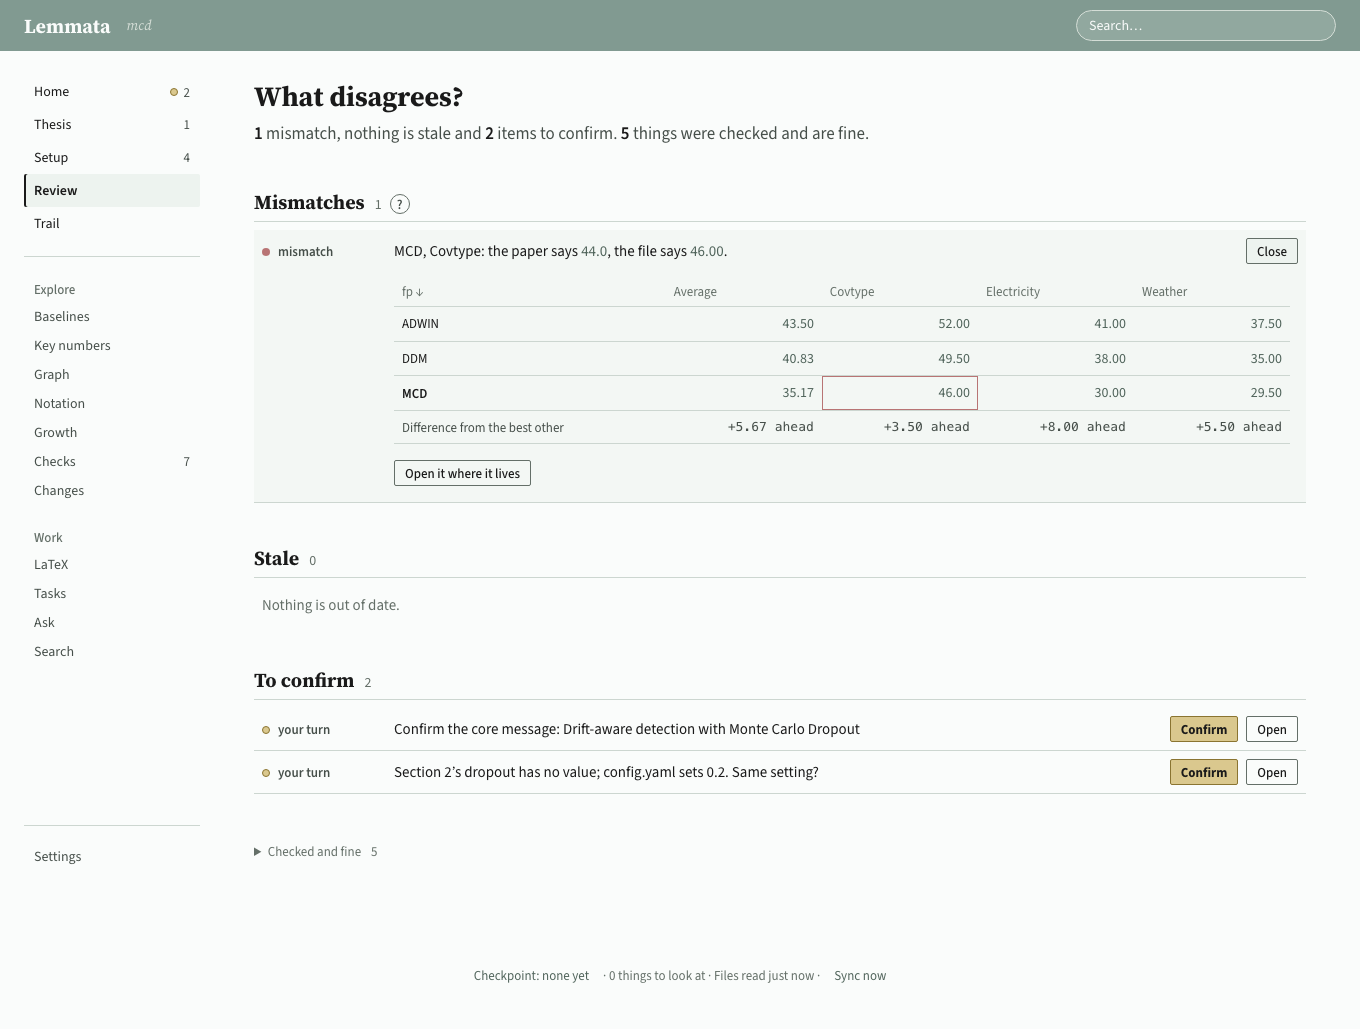 Lemmata mcd Search…
Home 2
Thesis 1
Setup 4
Review
Trail
Explore
Baselines
Key numbers
Graph
Notation
Growth
Checks 7
Changes
Work
LaTeX
Tasks
Ask
Search
Settings
What disagrees?
1 mismatch, nothing is stale and 2 items to confirm. 5 things were checked and are fine.
Mismatches 1 ?
mismatch MCD, Covtype: the paper says 44.0, the file says 46.00. Close
fp ↓ Average Covtype Electricity Weather
ADWIN 43.50 52.00 41.00 37.50
DDM 40.83 49.50 38.00 35.00
MCD 35.17 46.00 30.00 29.50
Difference from the best other +5.67 ahead +3.50 ahead +8.00 ahead +5.50 ahead
Open it where it lives
Stale 0
Nothing is out of date.
To confirm 2
your turn Confirm the core message: Drift-aware detection with Monte Carlo Dropout Confirm Open
your turn Section 2’s dropout has no value; config.yaml sets 0.2. Same setting? Confirm Open
▶ Checked and fine 5
Checkpoint: none yet · 0 things to look at · Files read just now · Sync now